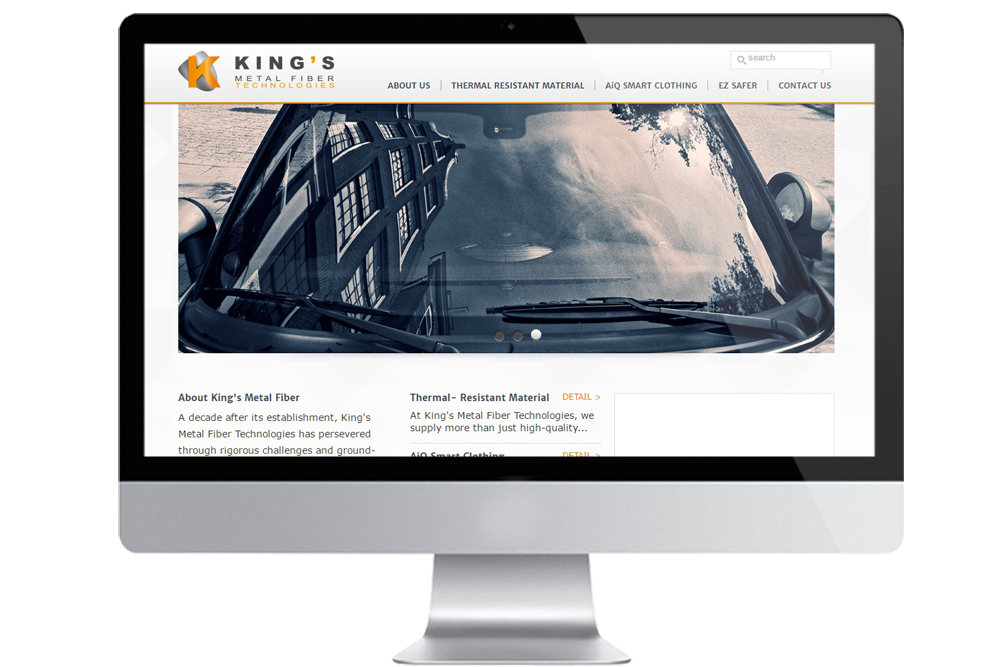 KING'S
METAL FIBER
TECHNOLOGIES
search
ABOUT US
THERMAL RESISTANT MATERIAL
AiQ SMART CLOTHING
EZ SAFER
CONTACT US
About King's Metal Fiber
A decade after its establishment, King's
Metal Fiber Technologies has persevered
through rigorous challenges and ground-
Thermal- Resistant Material
DETAIL >
At King's Metal Fiber Technologies, we
supply more than just high-quality...
AiQ Smart Clothing
DETAIL >